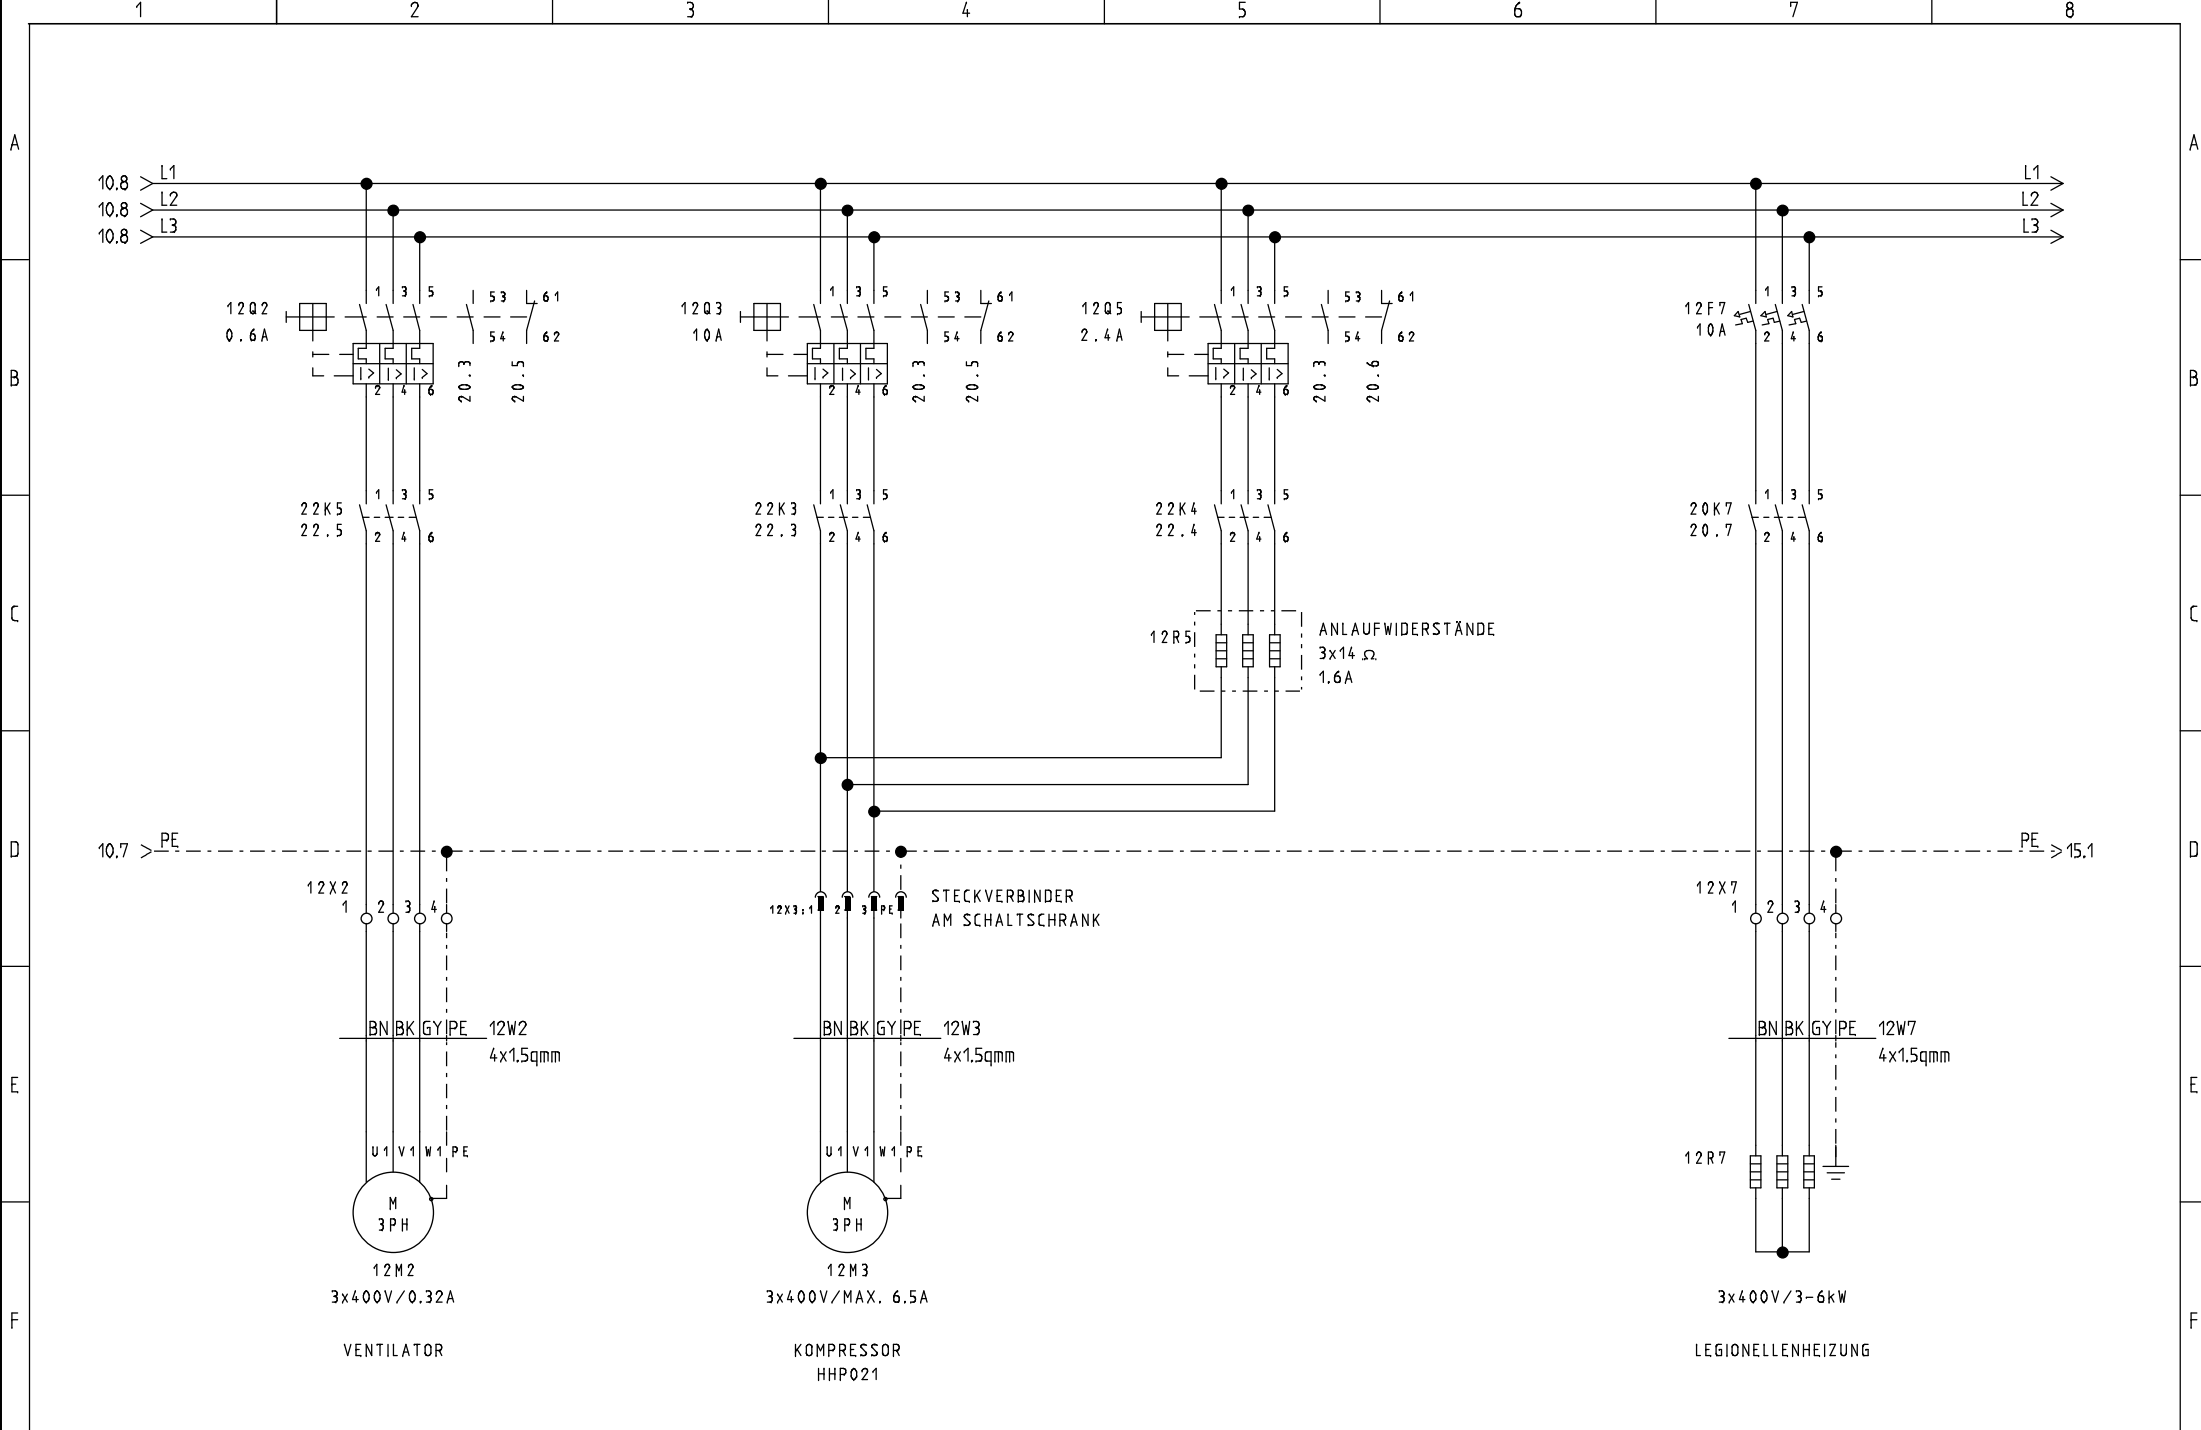 1 2 3 4 5 6 7 8
A A
L1 L1
10.8
L2 L2
10.8
L3 L3
10.8
1 3 5 53 61 1 3 5 53 61 1 3 5 53 61 1 3 5
12Q2 12Q3 12Q5 12F7
0.6A 54 62 10A 54 62 2.4A 54 62 10A 2 4 6
I> I> I> I> I> I> I> I> I>
B B
20.3 20.5 20.3 20.5 20.3 20.6
2 4 6 2 4 6 2 4 6
1 3 5 1 3 5 1 3 5 1 3 5
22K5 22K3 22K4 20K7
22.5 22.3 22.4 20.7
2 4 6 2 4 6 2 4 6 2 4 6
C C
12R5 ANLAUFWIDERSTÄNDE
3x14 Ω
1.6A
PE PE
D 10.7 15.1 D
12X2 STECKVERBINDER 12X7
1 2 3 4 12X3:1 2 3 PE AM SCHALTSCHRANK 1 2 3 4
BN BK GY PE 12W2 BN BK GY PE 12W3 BN BK GY PE 12W7
4x1.5qmm 4x1.5qmm 4x1.5qmm
E E
U1 V1 W1 PE U1 V1 W1 PE 12R7
M M
3PH 3PH
12M2 12M3
3x400V/0.32A 3x400V/MAX. 6.5A 3x400V/3-6kW
F F
VENTILATOR KOMPRESSOR LEGIONELLENHEIZUNG
HHP021